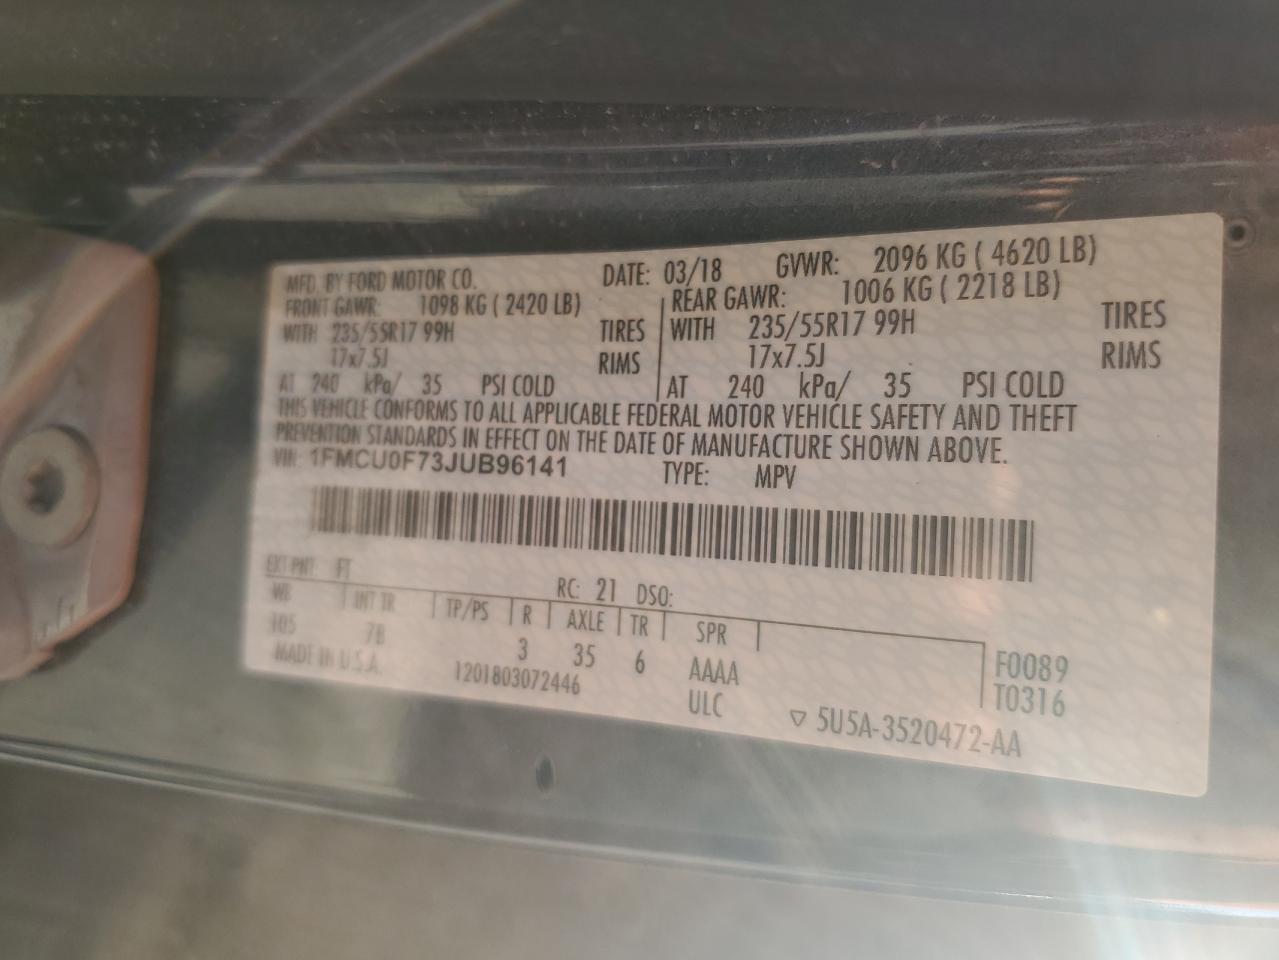 MFD. BY FORD MOTOR CO. DATE: 03/18 GVWR: 2096 KG ( 4620 LB)
FRONT GAWR: 1098 KG ( 2420 LB) REAR GAWR: 1006 KG ( 2218 LB)
WITH 235/55R17 99H TIRES WITH 235/55R17 99H TIRES
17x7.5J RIMS 17x7.5J RIMS
AT 240 kPa/ 35 PSI COLD AT 240 kPa/ 35 PSI COLD
THIS VEHICLE CONFORMS TO ALL APPLICABLE FEDERAL MOTOR VEHICLE SAFETY AND THEFT
PREVENTION STANDARDS IN EFFECT ON THE DATE OF MANUFACTURE SHOWN ABOVE.
VIN: 1FMCU0F73JUB96141 TYPE: MPV
EXT PNT: FT RC: 21 DSO:
WB INT TR TP/PS R AXLE TR SPR
105 7B 3 35 6 AAAA F0089
MADE IN U.S.A. 1201803072446 ULC T0316
▽ 5U5A-3520472-AA